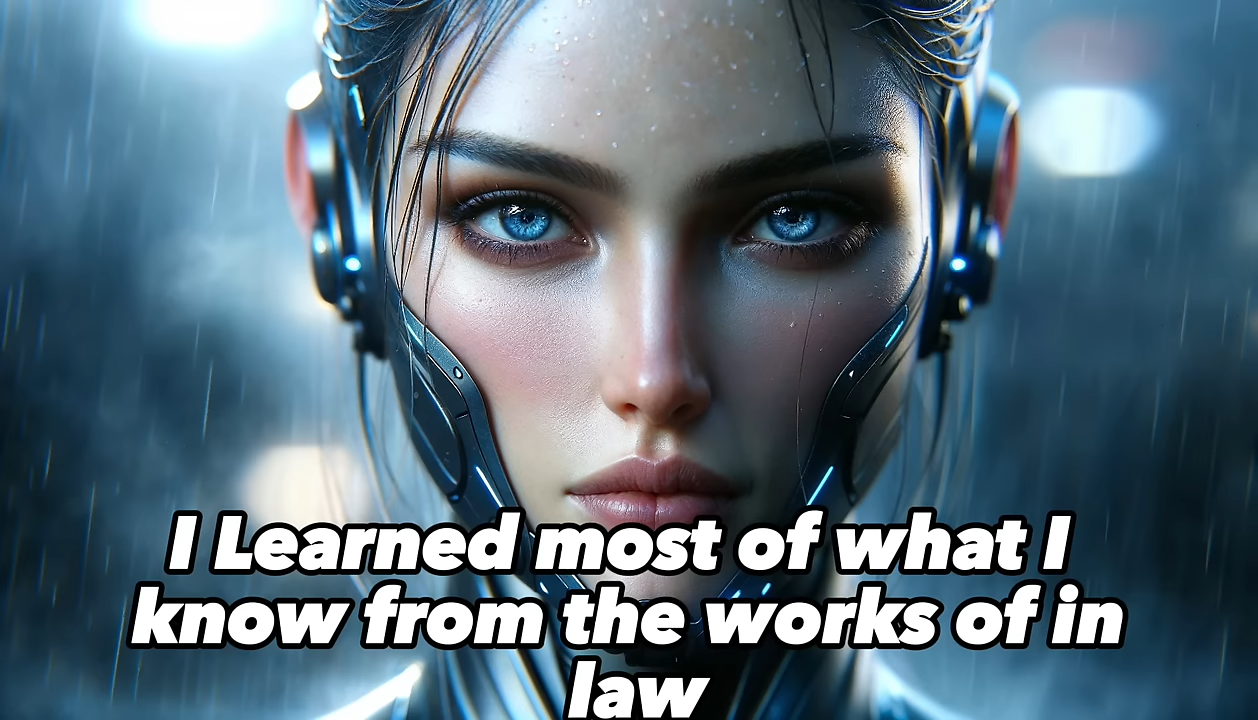 I Learned most of what I
know from the works of in
law